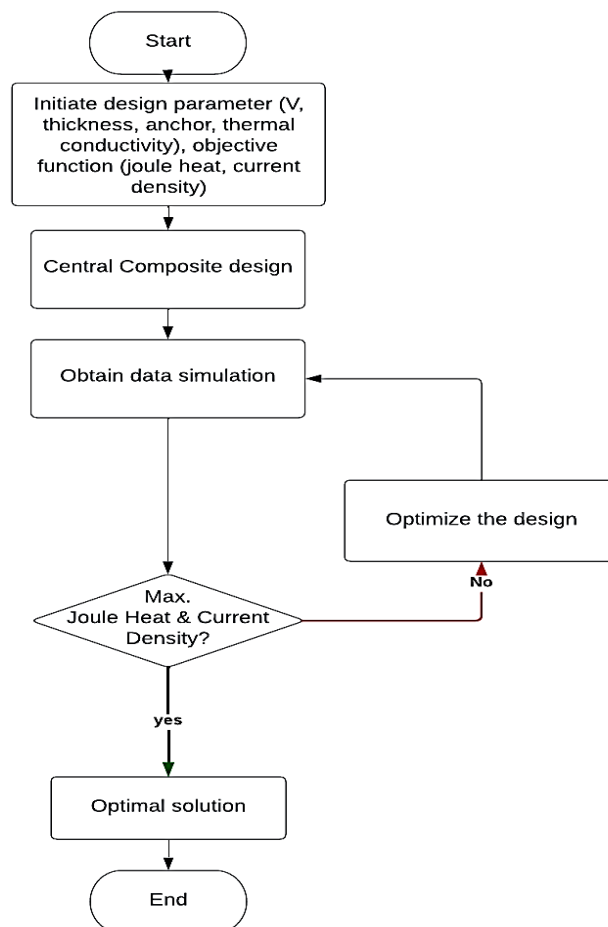 Start
Initiate design parameter (V,
thickness, anchor, thermal
conductivity), objective
function (joule heat, current
density)
Central Composite design
Obtain data simulation
Optimize the design
No
Max.
Joule Heat & Current
Density?
yes
Optimal solution
End